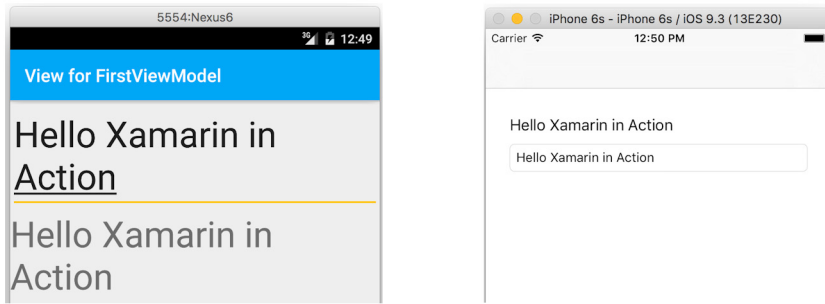 5554:Nexus6
3G 12:49
View for FirstViewModel
Hello Xamarin in
Action
Hello Xamarin in
Action
iPhone 6s - iPhone 6s / iOS 9.3 (13E230)
Carrier 12:50 PM
Hello Xamarin in Action
Hello Xamarin in Action